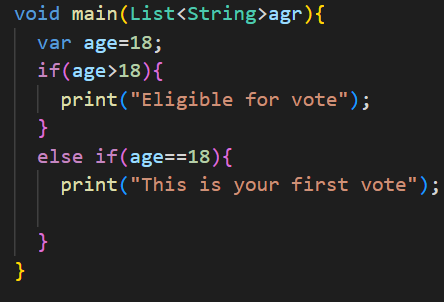 void main(List<String>agr){
var age=18;
if(age>18){
print("Eligible for vote");
}
else if(age==18){
print("This is your first vote");
}
}